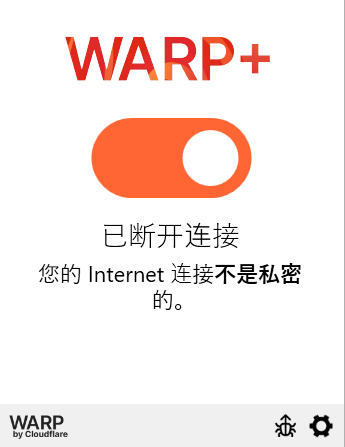 WARP+
已断开连接
您的 Internet 连接不是私密
的。
WARP
by Cloudflare